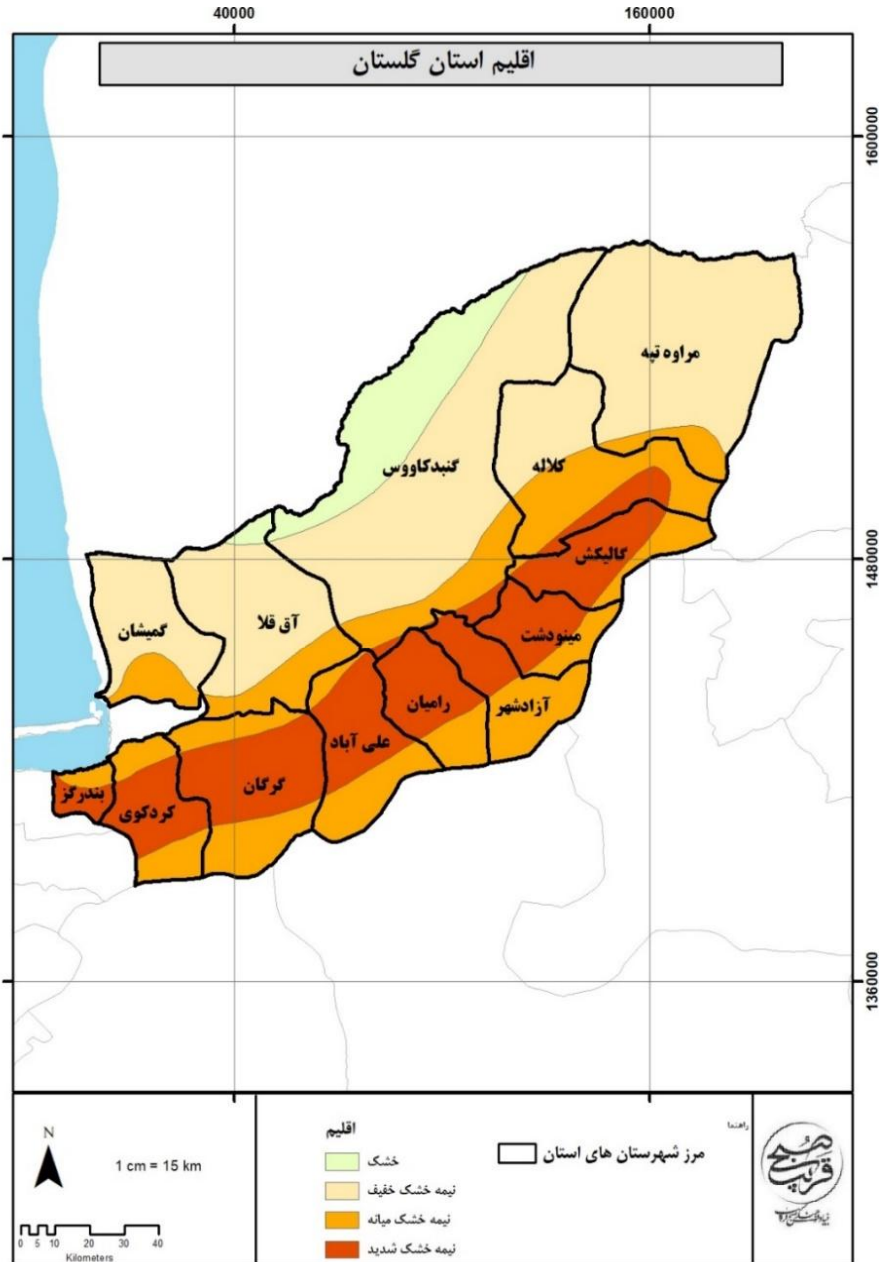 40000
160000
اقلیم استان گلستان
1600000
مراوه تپه
گنبدکاووس
کلاله
1480000
گالیکش
گمیشان
آق قلا
مینودشت
رامیان
آزادشهر
علی آباد
گرگان
بندرگز
کردکوی
1360000
راهنما
مرز شهرستان های استان
اقلیم
خشک
نیمه خشک خفیف
نیمه خشک میانه
نیمه خشک شدید
N
1 cm = 15 km
0 5 10 20 30 40
Kilometers